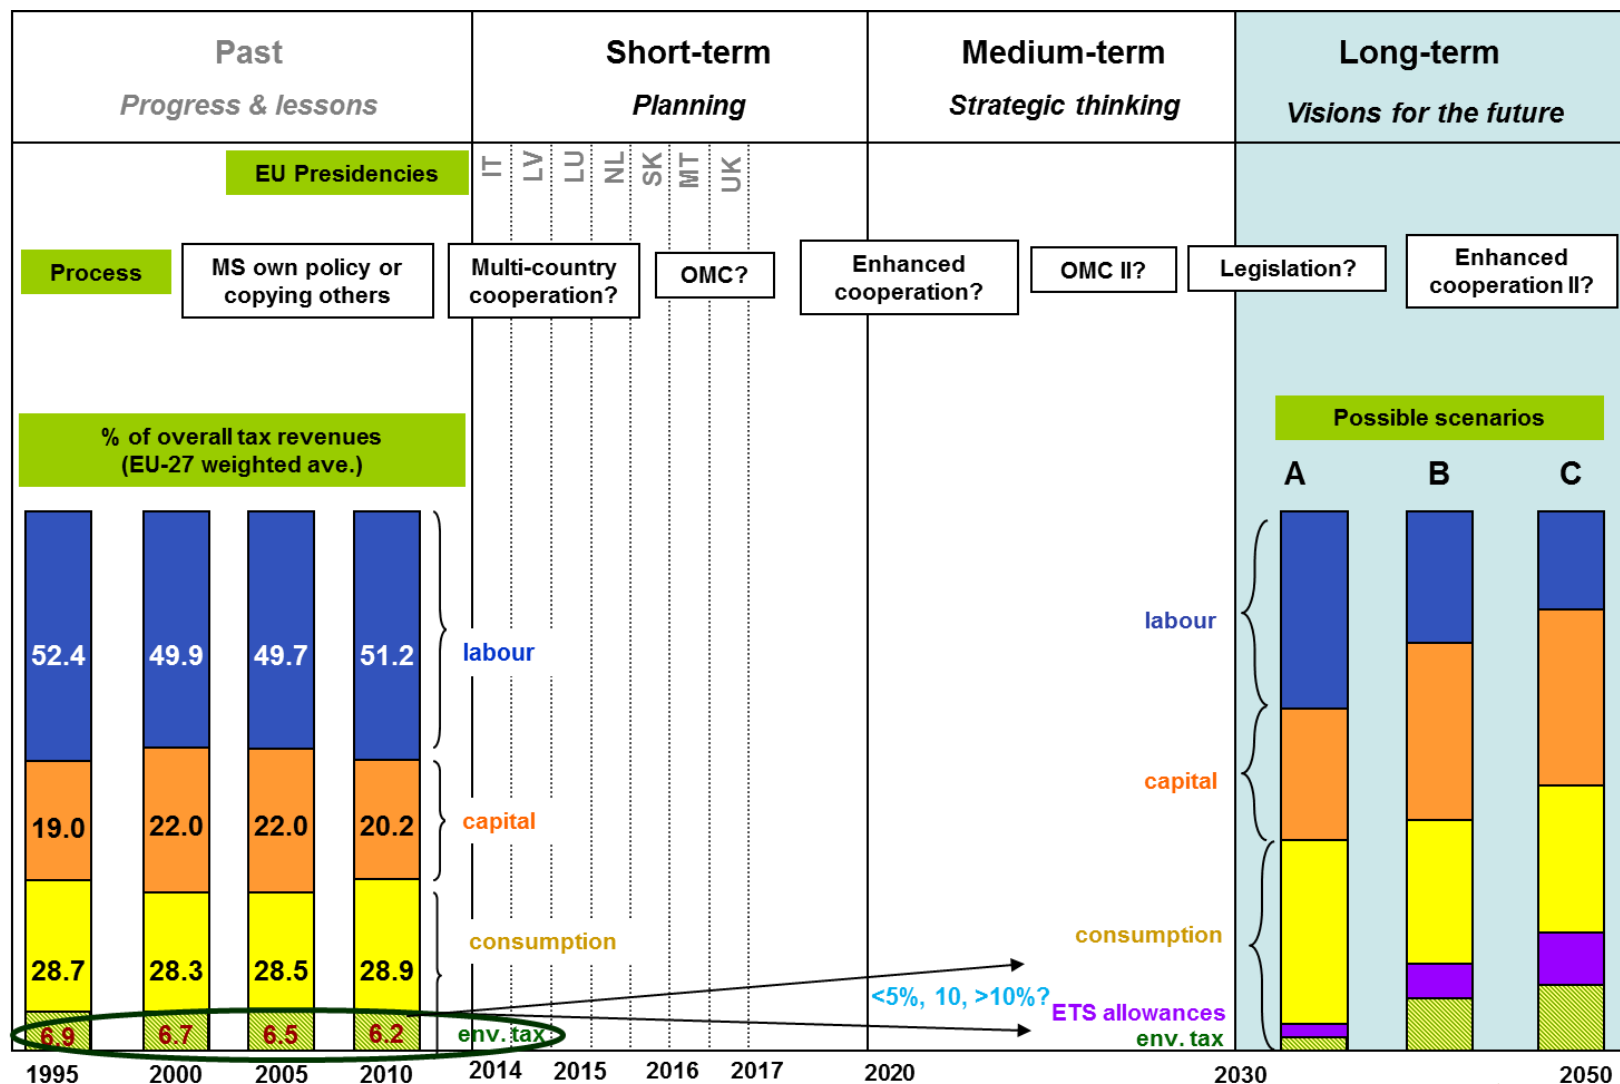 Past
Progress & lessons
Short-term
Planning
Medium-term
Strategic thinking
Long-term
Visions for the future
EU Presidencies
IT
LV
LU
NL
SK
MT
UK
Process
MS own policy or
copying others
Multi-country
cooperation?
OMC?
Enhanced
cooperation?
OMC II?
Legislation?
Enhanced
cooperation II?
% of overall tax revenues
(EU-27 weighted ave.)
Possible scenarios
A
B
C
52.4
49.9
49.7
51.2
labour
labour
19.0
22.0
22.0
20.2
capital
capital
28.7
28.3
28.5
28.9
consumption
consumption
<5%, 10, >10%?
ETS allowances
6.9
6.7
6.5
6.2
env. tax
env. tax
1995
2000
2005
2010
2014
2015
2016
2017
2020
2030
2050